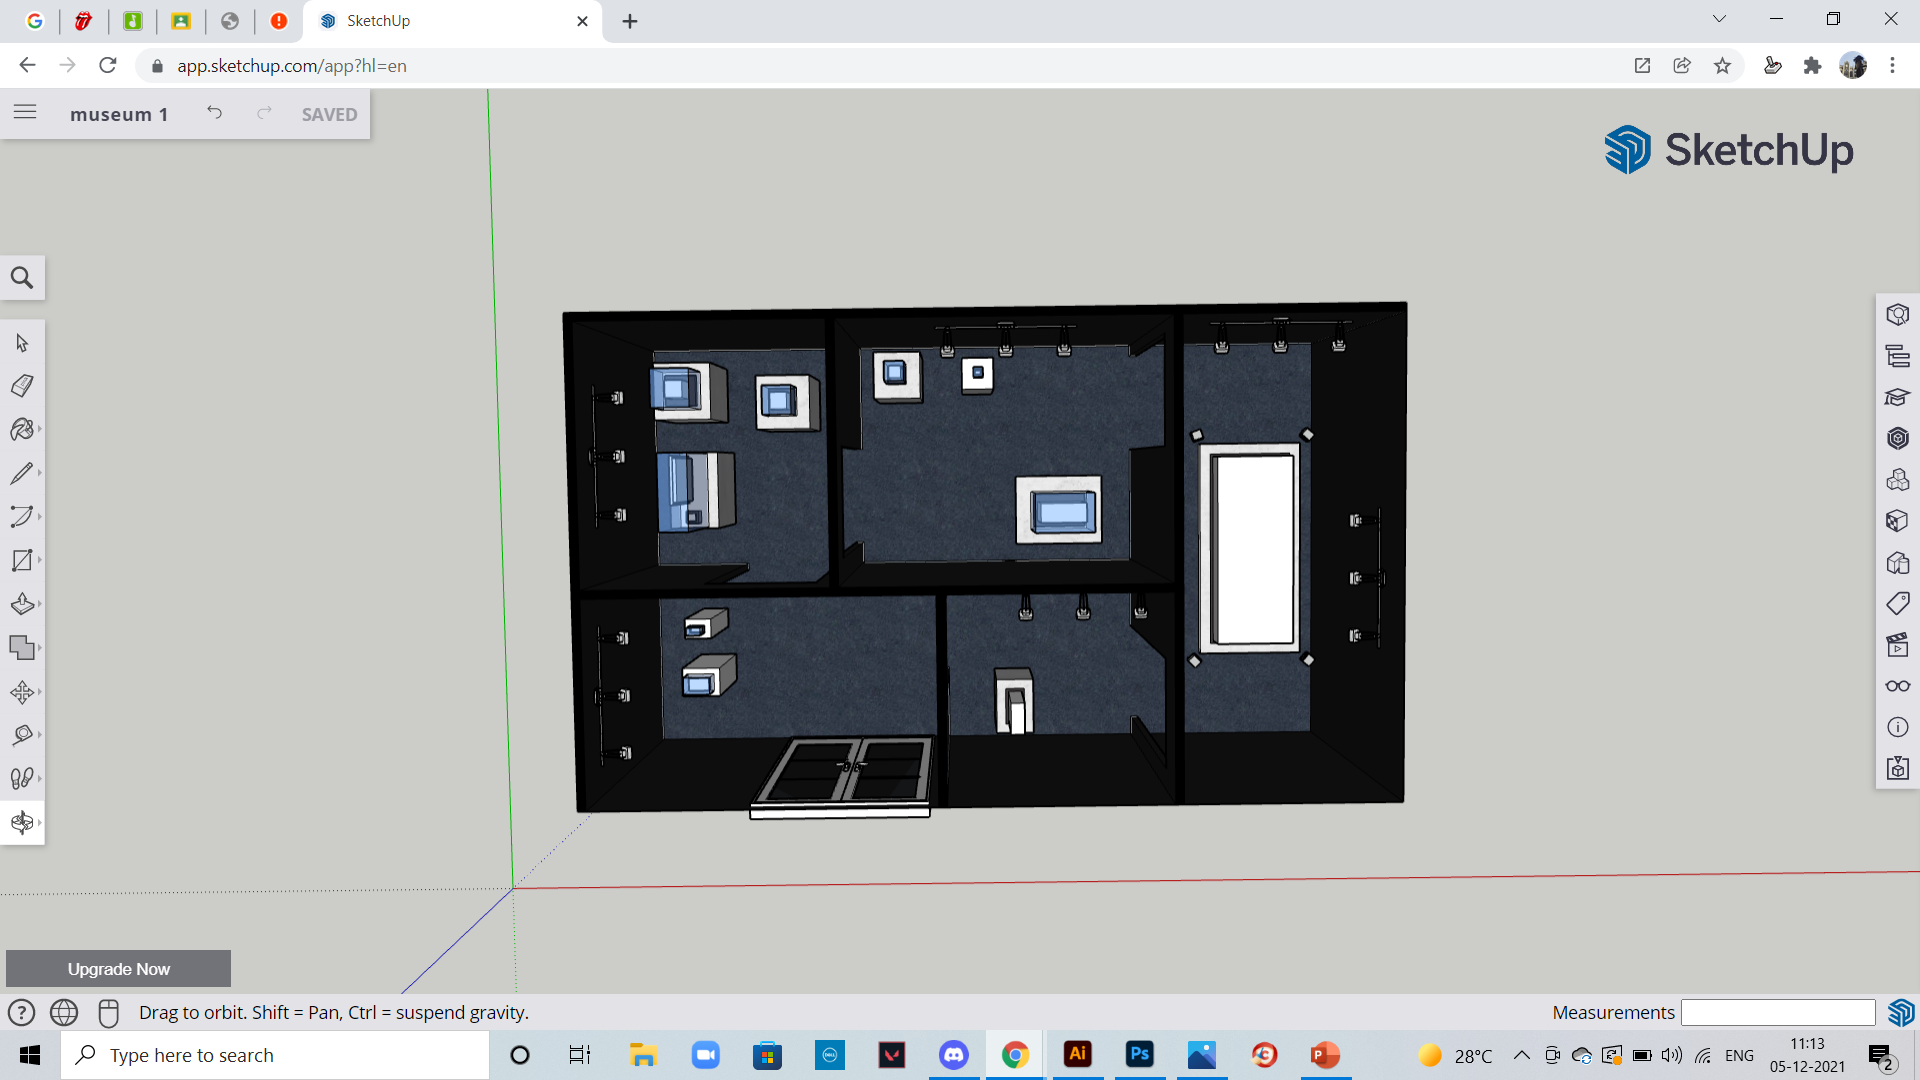 SketchUp
app.sketchup.com/app?hl=en
museum 1
SAVED
SketchUp
Upgrade Now
Drag to orbit. Shift = Pan, Ctrl = suspend gravity.
Measurements
Type here to search
DELL
Ai
Ps
P
28°C
ENG
11:13
05-12-2021
2